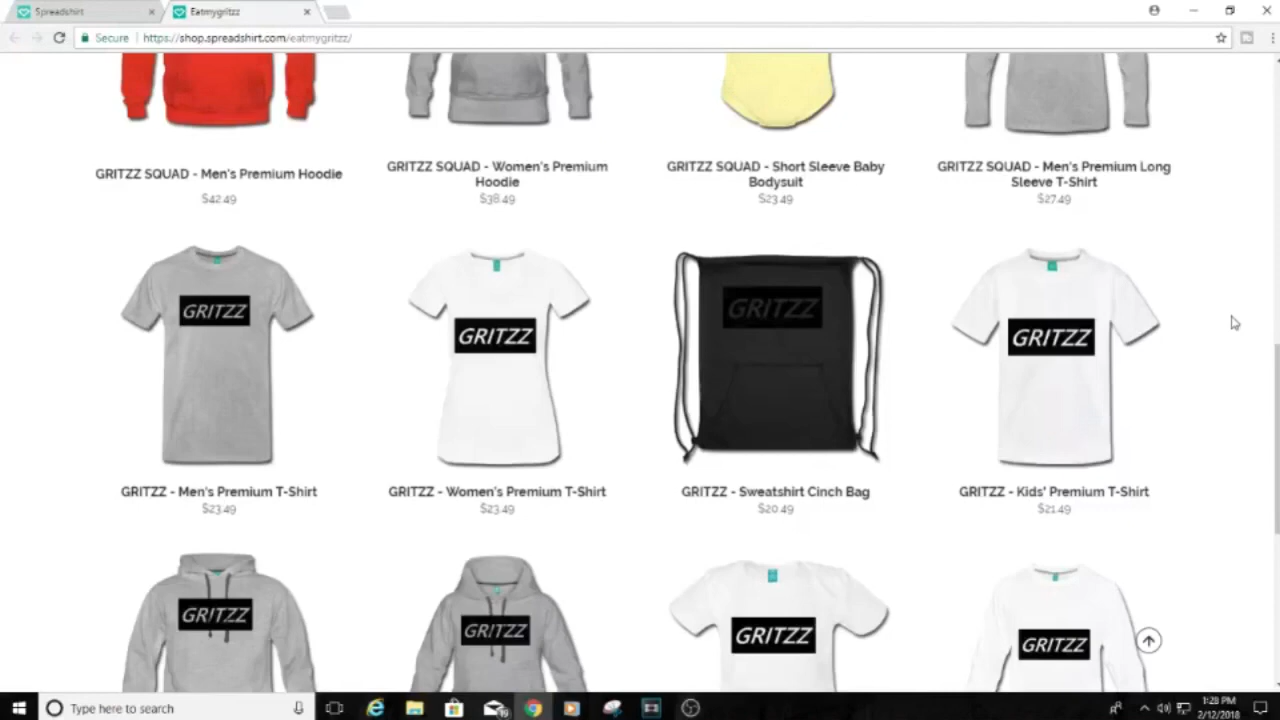 Spreadshirt
Eatmygritzz
Secure
https://shop.spreadshirt.com/eatmygritzz/
GRITZZ SQUAD - Men's Premium Hoodie
$42.49
GRITZZ SQUAD - Women's Premium
Hoodie
$38.49
GRITZZ SQUAD - Short Sleeve Baby
Bodysuit
$23.49
GRITZZ SQUAD - Men's Premium Long
Sleeve T-Shirt
$27.49
GRITZZ
GRITZZ
GRITZZ
GRITZZ
GRITZZ - Men's Premium T-Shirt
$23.49
GRITZZ - Women's Premium T-Shirt
$23.49
GRITZZ - Sweatshirt Cinch Bag
$20.49
GRITZZ - Kids' Premium T-Shirt
$21.49
GRITZZ
GRITZZ
GRITZZ
GRITZZ
Type here to search
19
1:28 PM
2/12/2018